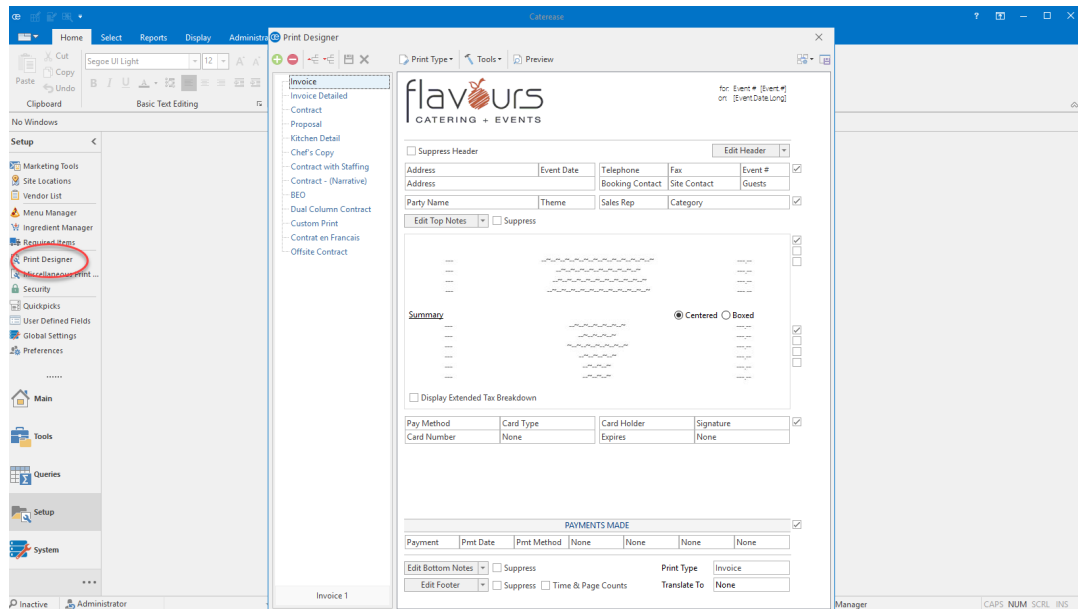 Caterease
Home Select Reports Display Administra
Print Designer
Cut
Copy
Undo
Paste
Segoe UI Light 12
B I U
Clipboard Basic Text Editing
Print Type Tools Preview
No Windows
Setup
Marketing Tools
Site Locations
Vendor List
Menu Manager
Ingredient Manager
Required Items
Print Designer
Miscellaneous Print ...
Security
Quickpicks
User Defined Fields
Global Settings
Preferences
Main
Tools
Queries
Setup
System
Invoice
Invoice Detailed
Contract
Proposal
Kitchen Detail
Chef's Copy
Contract with Staffing
Contract - (Narrative)
BEO
Dual Column Contract
Custom Print
Contrat en Francais
Offsite Contract
Invoice 1
flavours
CATERING + EVENTS
for: Event # [Event #]
on [Event Date Long]
Suppress Header Edit Header
Address Event Date Telephone Fax Event #
Address Booking Contact Site Contact Guests
Party Name Theme Sales Rep Category
Edit Top Notes Suppress
Summary Centered Boxed
Display Extended Tax Breakdown
Pay Method Card Type Card Holder Signature
Card Number None Expires None
PAYMENTS MADE
Payment Pmt Date Pmt Method None None None None
Edit Bottom Notes Suppress Print Type Invoice
Edit Footer Suppress Time & Page Counts Translate To None
Inactive Administrator Manager CAPS NUM SCRL INS